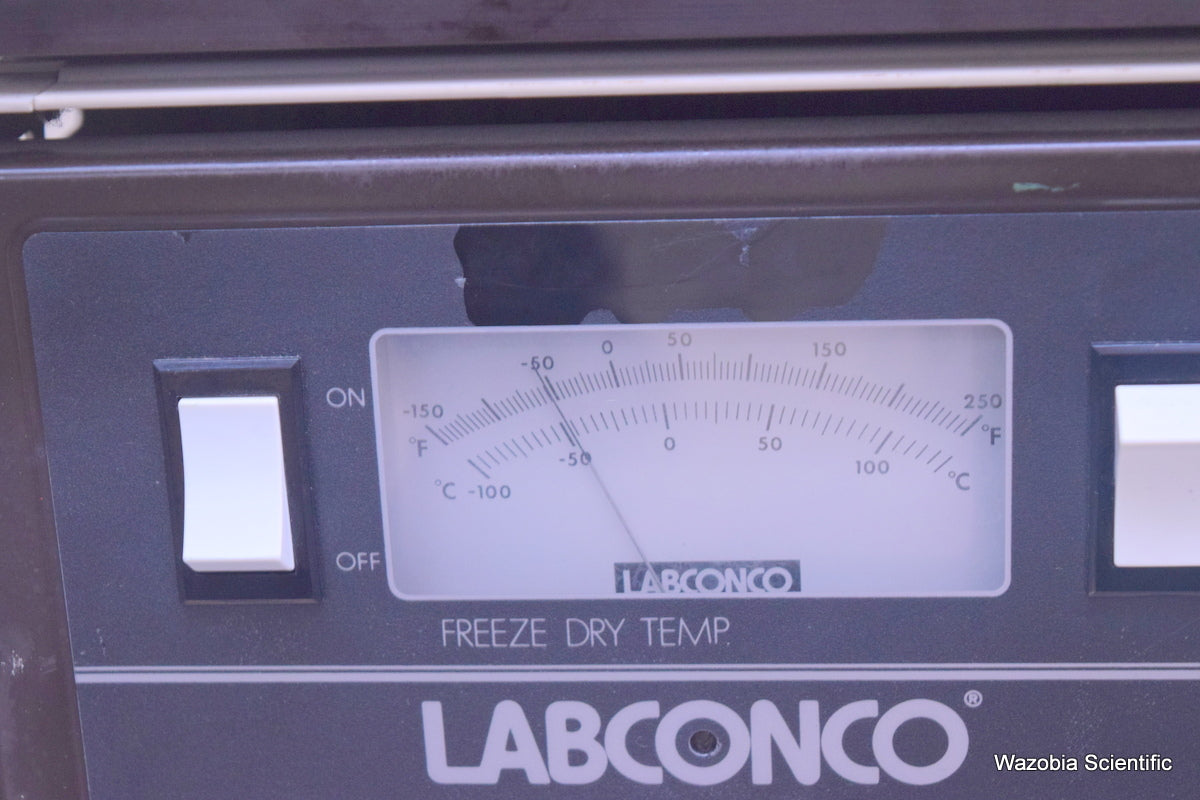 ON
OFF
-150 -50 0 50 150 250
°F °F
-50 0 50 100
°C -100 °C
LABCONCO
FREEZE DRY TEMP.
LABCONCO®
Wazobia Scientific